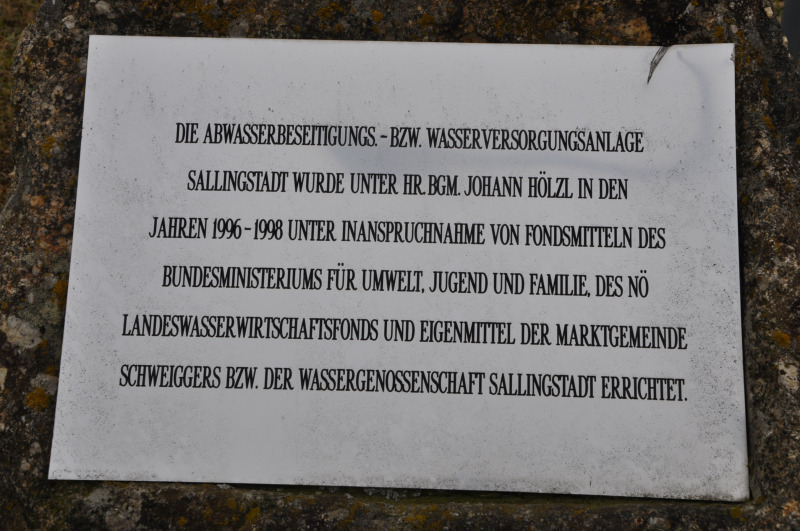 DIE ABWASSERBESEITIGUNGS.- BZW. WASSERVERSORGUNGSANLAGE
SALLINGSTADT WURDE UNTER HR. BGM. JOHANN HÖLZL IN DEN
JAHREN 1996-1998 UNTER INANSPRUCHNAHME VON FONDSMITTELN DES
BUNDESMINISTERIUMS FÜR UMWELT, JUGEND UND FAMILIE, DES NÖ
LANDESWASSERWIRTSCHAFTSFONDS UND EIGENMITTEL DER MARKTGEMEINDE
SCHWEIGGERS BZW. DER WASSERGENOSSENSCHAFT SALLINGSTADT ERRICHTET.